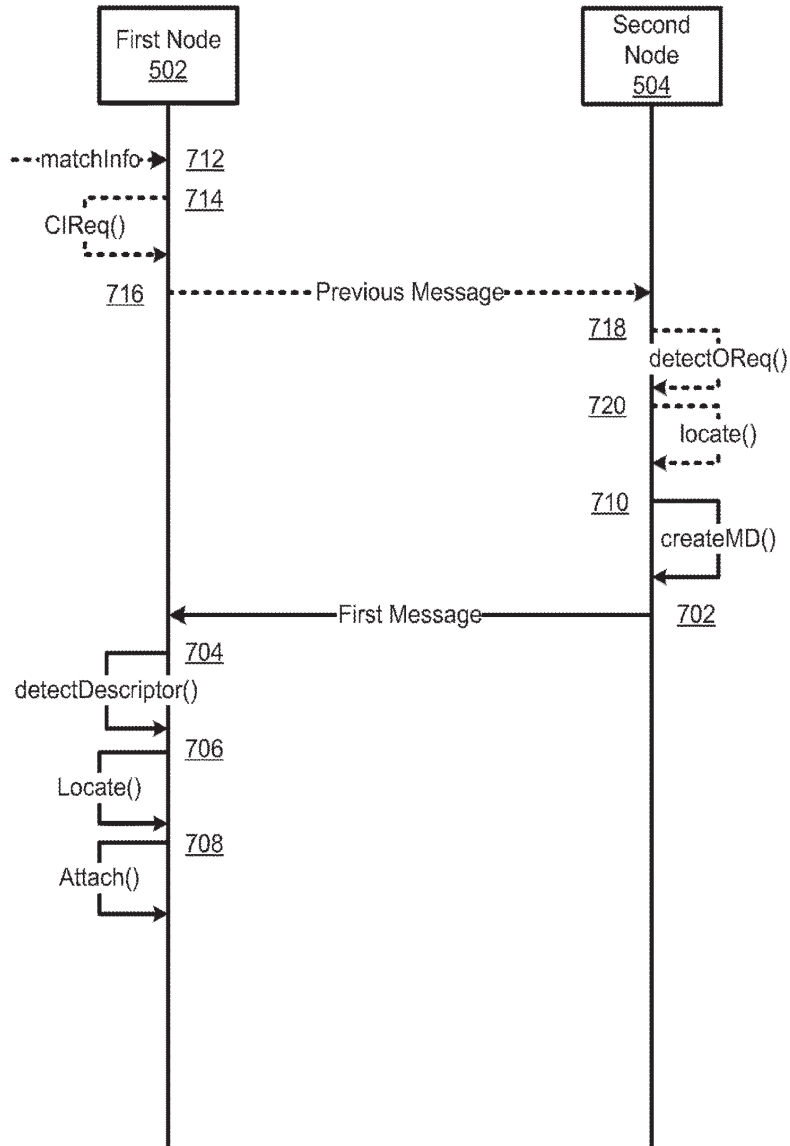 First Node
502
Second
Node
504
matchInfo
712
714
CIReq()
716
Previous Message
718
detectOReq()
720
locate()
710
createMD()
First Message
702
704
detectDescriptor()
706
Locate()
708
Attach()